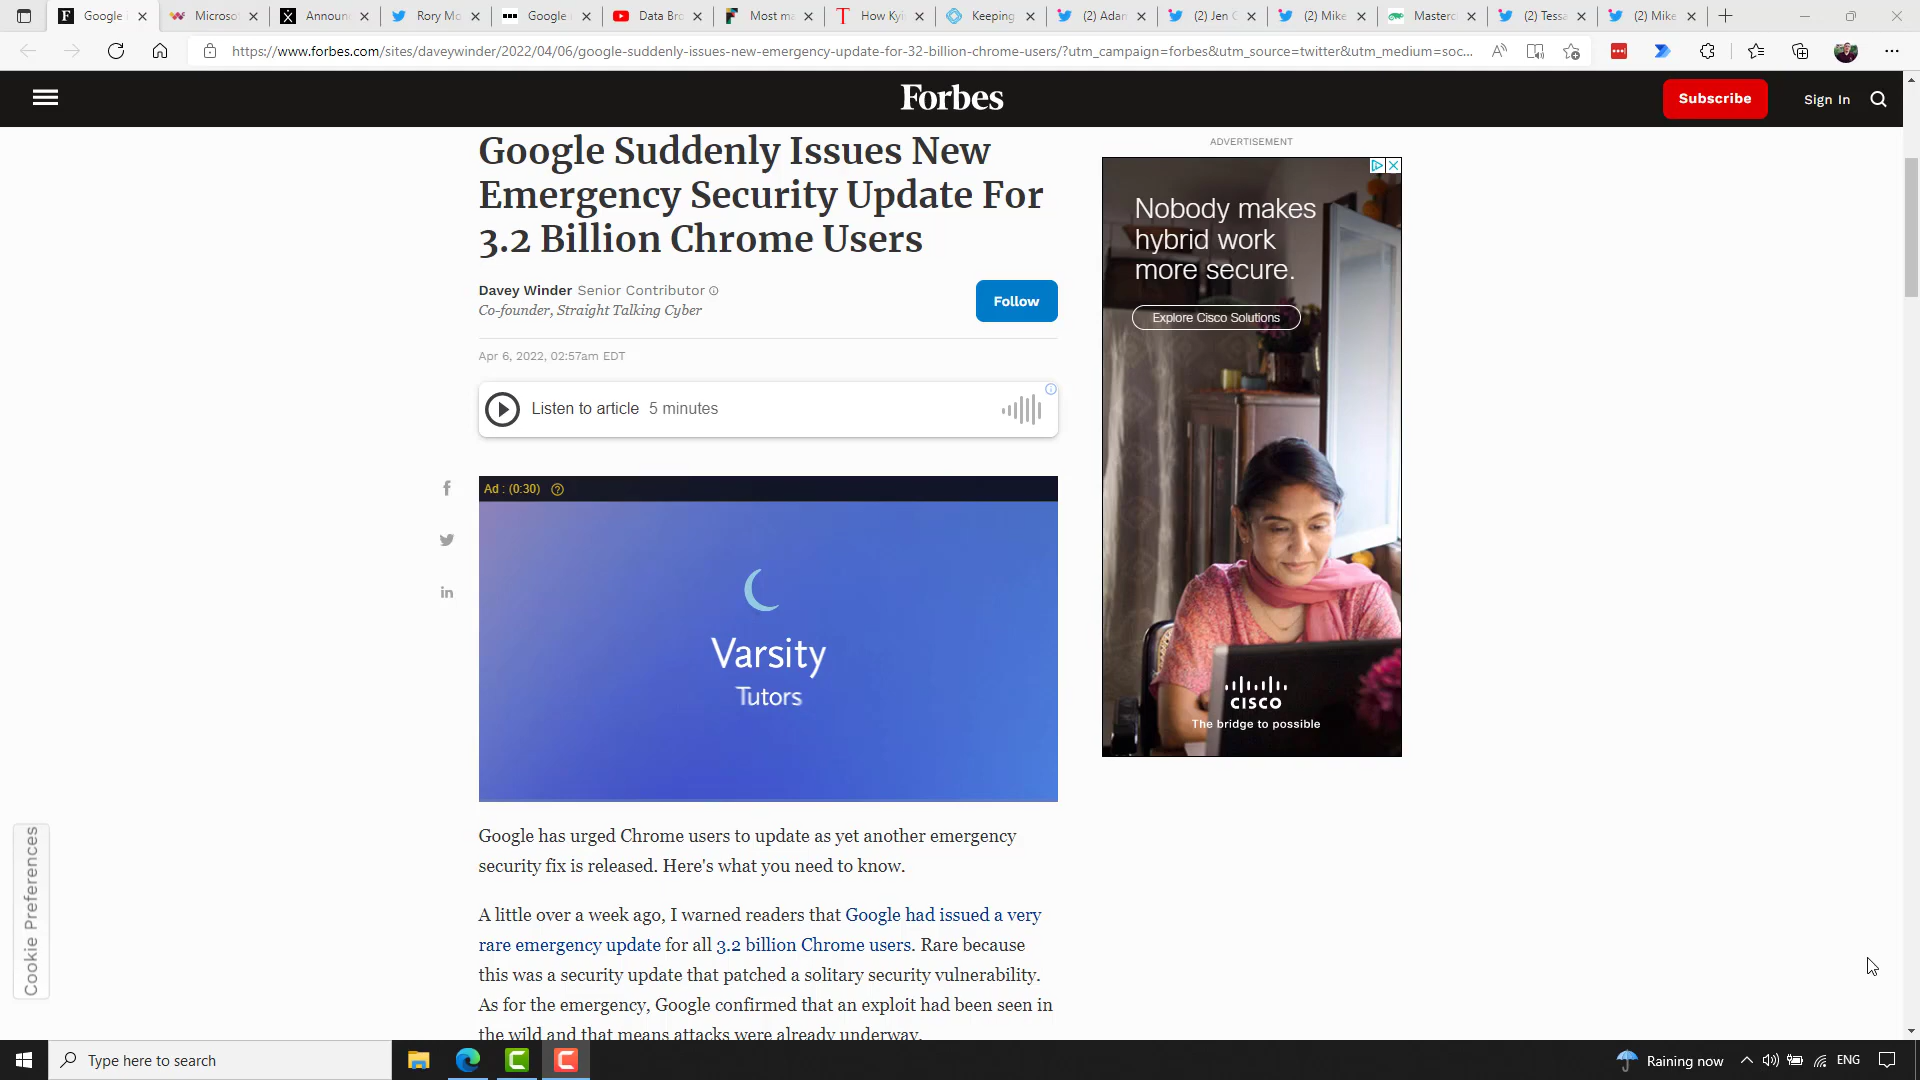 Google
Microso
Announ
Rory Mc
Google
Data Bro
Most ma
How Kyi
Keeping
(2) Adar
(2) Jen
(2) Mike
Masterc
(2) Tessa
(2) Mike
https://www.forbes.com/sites/daveywinder/2022/04/06/google-suddenly-issues-new-emergency-update-for-32-billion-chrome-users/?utm_campaign=forbes&utm_source=twitter&utm_medium=soc...
Forbes
Subscribe
Sign In
Google Suddenly Issues New
Emergency Security Update For
3.2 Billion Chrome Users
Davey Winder Senior Contributor
Co-founder, Straight Talking Cyber
Follow
Apr 6, 2022, 02:57am EDT
Listen to article 5 minutes
Ad : (0:30)
Varsity
Tutors
Google has urged Chrome users to update as yet another emergency
security fix is released. Here's what you need to know.
A little over a week ago, I warned readers that Google had issued a very
rare emergency update for all 3.2 billion Chrome users. Rare because
this was a security update that patched a solitary security vulnerability.
As for the emergency, Google confirmed that an exploit had been seen in
the wild and that means attacks were already underway.
ADVERTISEMENT
Nobody makes
hybrid work
more secure.
Explore Cisco Solutions
CISCO
The bridge to possible
Cookie Preferences
Type here to search
Raining now
ENG